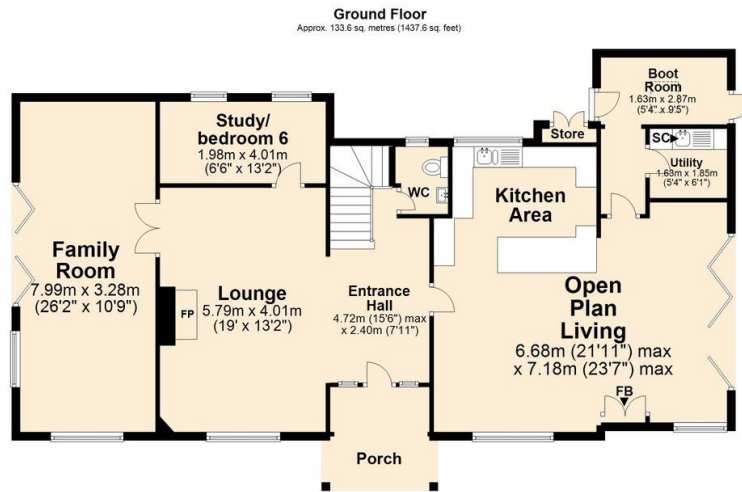 Ground Floor
Approx. 133.6 sq. metres (1437.6 sq. feet)
Boot
Room
1.63m x 2.87m
(5'4" x 9'5")
Study/
bedroom 6
1.98m x 4.01m
(6'6" x 13'2")
Store
SC
Utility
1.63m x 1.85m
(5'4" x 6'1")
WC
Kitchen
Area
Family
Room
7.99m x 3.28m
(26'2" x 10'9")
Lounge
5.79m x 4.01m
(19' x 13'2")
FP
Entrance
Hall
4.72m (15'6") max
x 2.40m (7'11")
Open
Plan
Living
6.68m (21'11") max
x 7.18m (23'7") max
FB
Porch